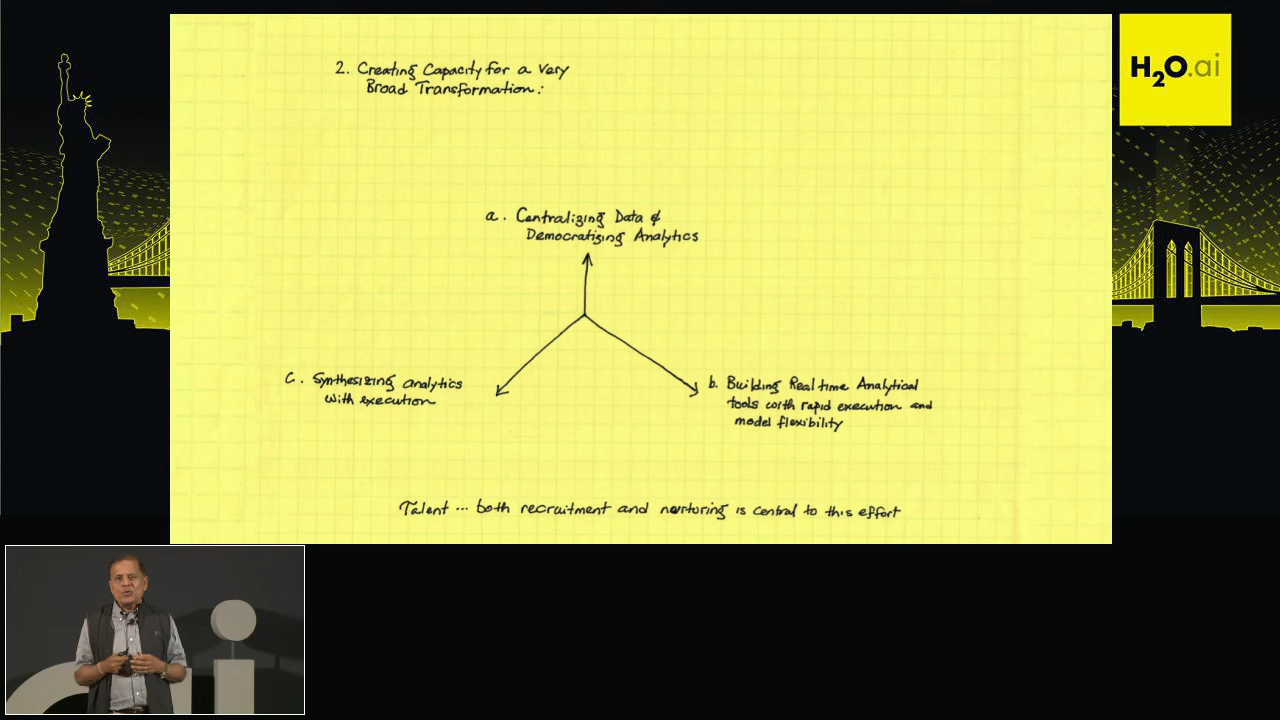 2. Creating Capacity for a Very
Broad Transformation:
a. Centralizing Data &
Democratizing Analytics
c. Synthesizing analytics
with execution
b. Building Real time Analytical
tools with rapid execution and
model flexibility
Talent ... both recruitment and nurturing is central to this effort
H2O.ai
ai